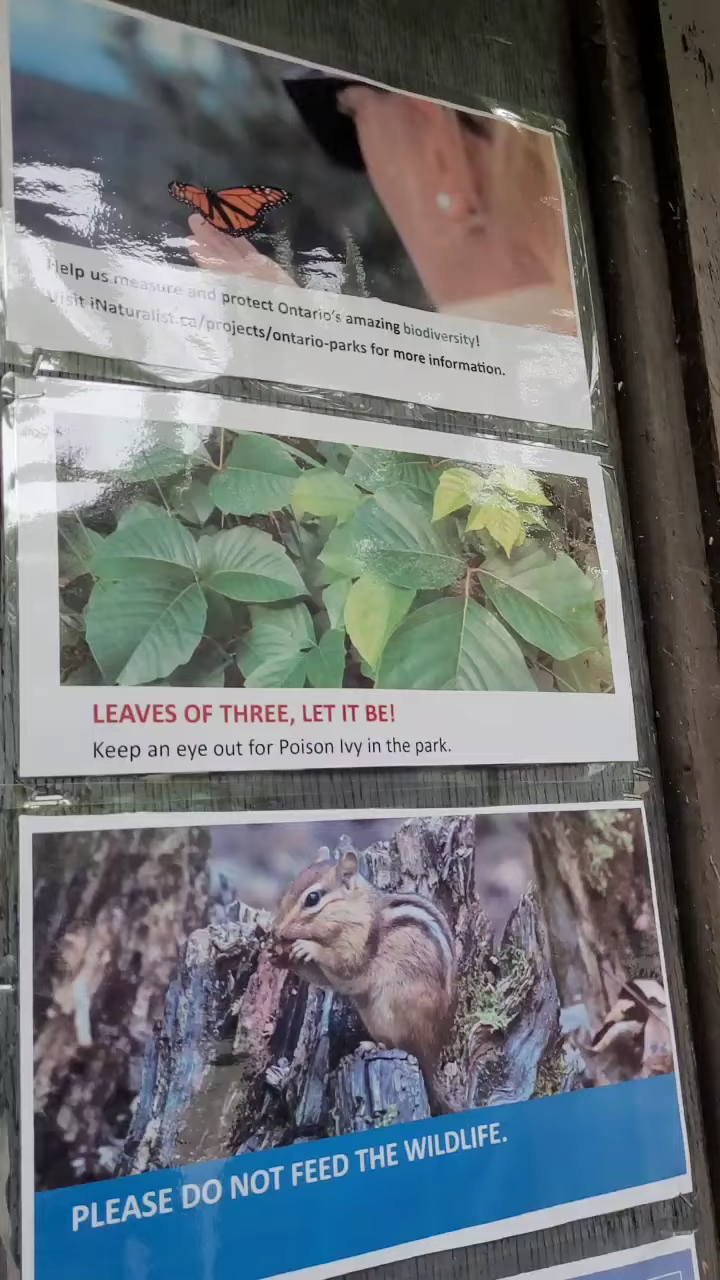 Help us measure and protect Ontario's amazing biodiversity!
Visit iNaturalist.ca/projects/ontario-parks for more information.
LEAVES OF THREE, LET IT BE!
Keep an eye out for Poison Ivy in the park.
PLEASE DO NOT FEED THE WILDLIFE.